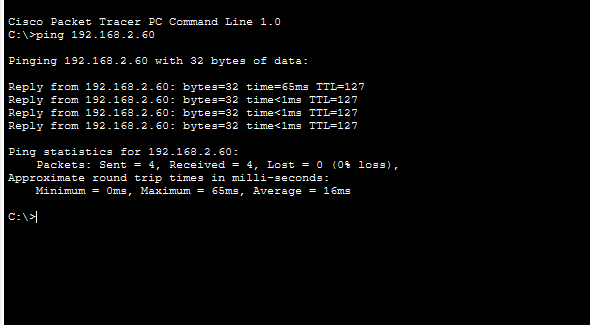 Cisco Packet Tracer PC Command Line 1.0
C:\>ping 192.168.2.60
Pinging 192.168.2.60 with 32 bytes of data:
Reply from 192.168.2.60: bytes=32 time=65ms TTL=127
Reply from 192.168.2.60: bytes=32 time<1ms TTL=127
Reply from 192.168.2.60: bytes=32 time<1ms TTL=127
Reply from 192.168.2.60: bytes=32 time<1ms TTL=127
Ping statistics for 192.168.2.60:
Packets: Sent = 4, Received = 4, Lost = 0 (0% loss),
Approximate round trip times in milli-seconds:
Minimum = 0ms, Maximum = 65ms, Average = 16ms
C:\>